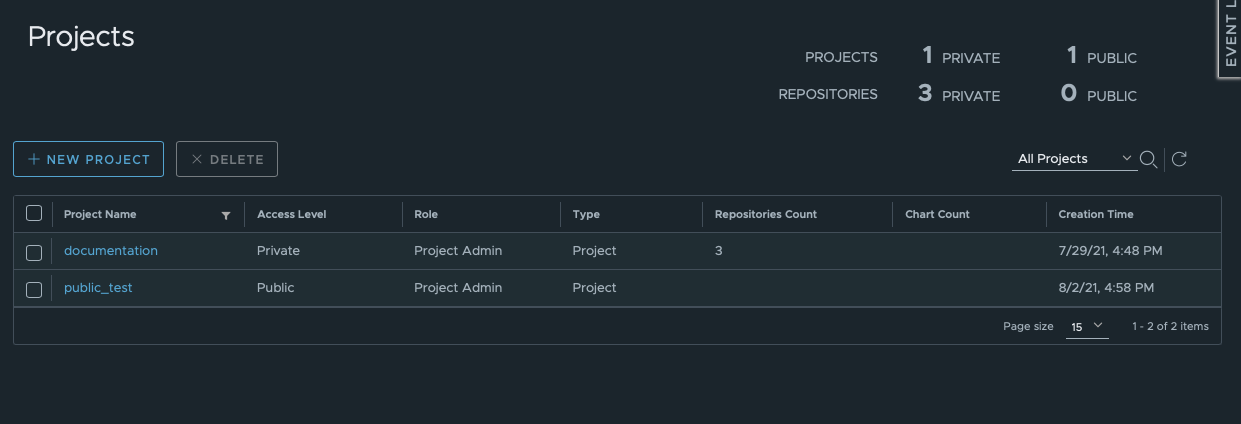 Projects
EVENT L
PROJECTS 1 PRIVATE 1 PUBLIC
REPOSITORIES 3 PRIVATE 0 PUBLIC
+ NEW PROJECT × DELETE All Projects
Project Name Access Level Role Type Repositories Count Chart Count Creation Time
documentation Private Project Admin Project 3 7/29/21, 4:48 PM
public_test Public Project Admin Project 8/2/21, 4:58 PM
Page size 15 1 - 2 of 2 items